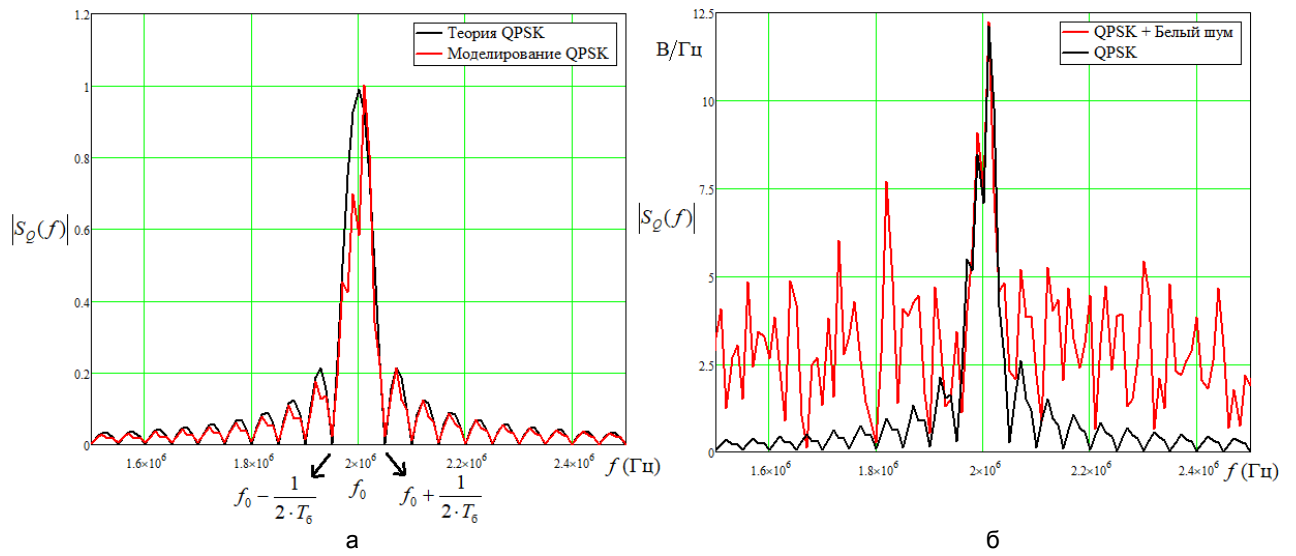 1.2
1
0.8
0.6
0.4
0.2
0
|S_Q(f)|
Теория QPSK
Моделирование QPSK
1.6×10⁶ 1.8×10⁶ 2×10⁶ 2.2×10⁶ 2.4×10⁶ f (Гц)
f₀ − 1/(2·T_б) f₀ f₀ + 1/(2·T_б)
а
12.5
В/Гц
10
7.5
|S_Q(f)|
5
2.5
0
QPSK + Белый шум
QPSK
1.6×10⁶ 1.8×10⁶ 2×10⁶ 2.2×10⁶ 2.4×10⁶ f (Гц)
б